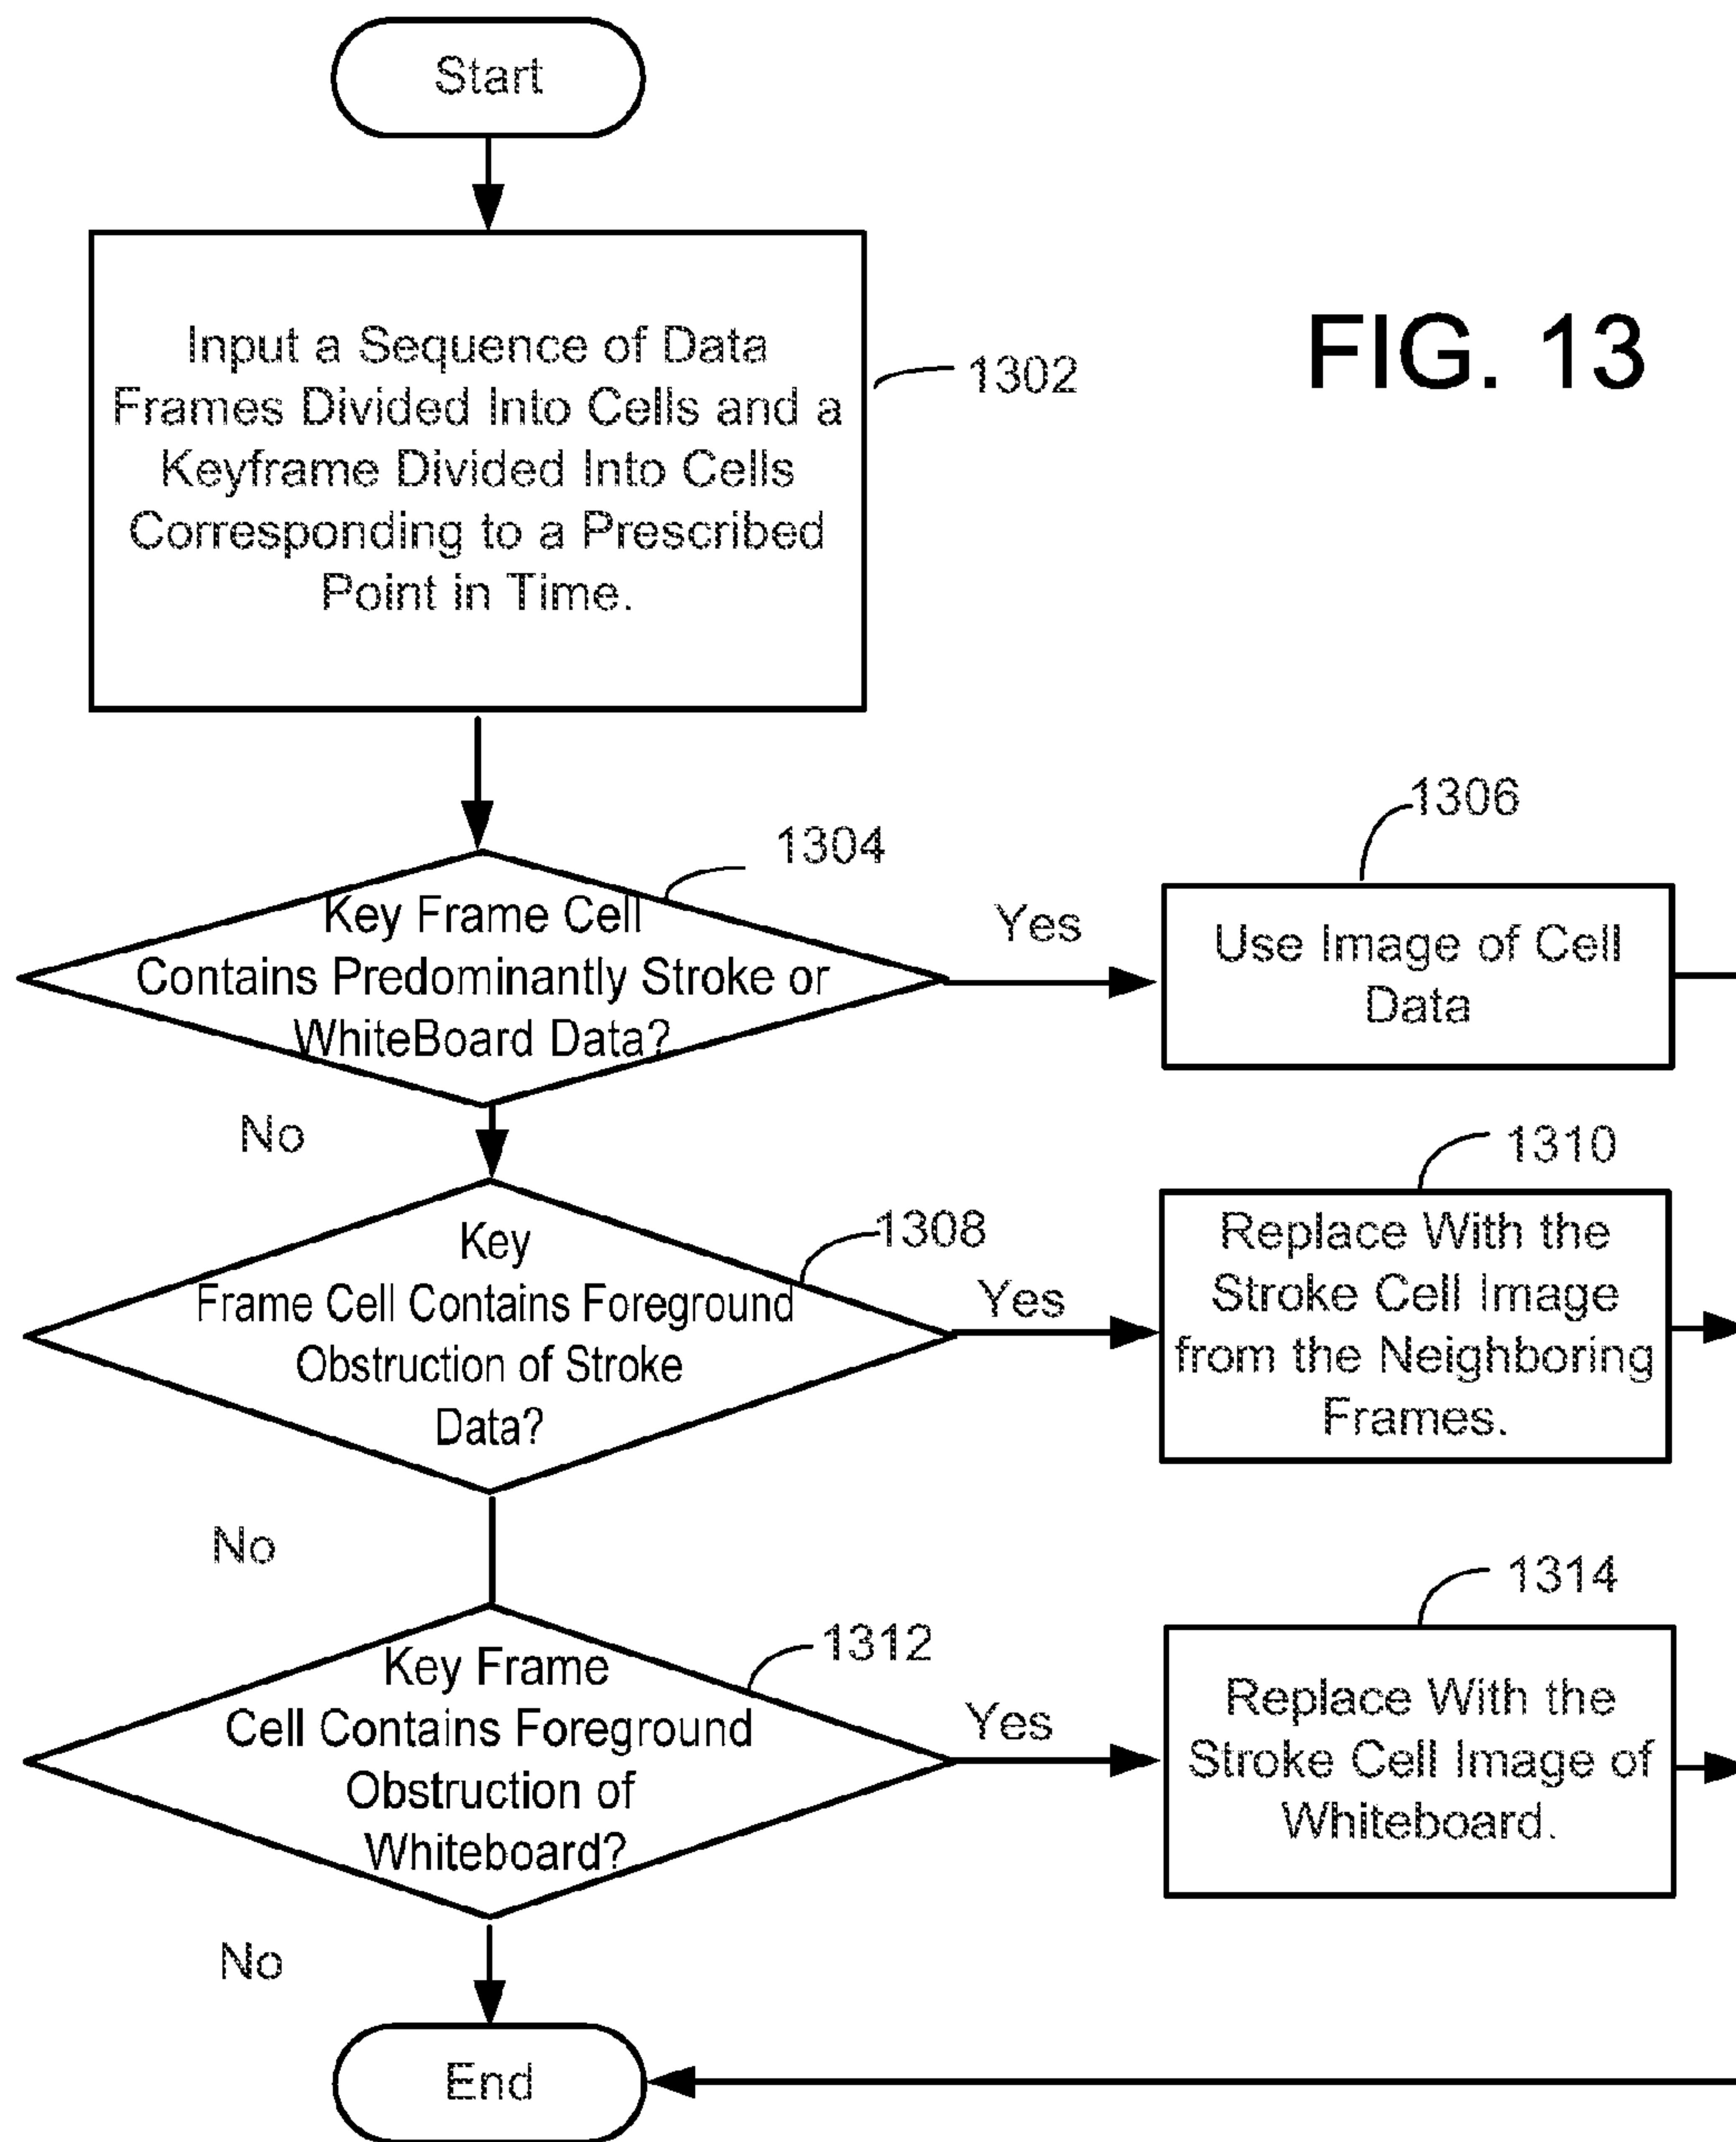 Start
FIG. 13
Input a Sequence of Data
Frames Divided Into Cells and a
Keyframe Divided Into Cells
Corresponding to a Prescribed
Point in Time.
1302
1304
Key Frame Cell
Contains Predominantly Stroke or
WhiteBoard Data?
Yes
1306
Use Image of Cell
Data
No
1308
Key
Frame Cell Contains Foreground
Obstruction of Stroke
Data?
Yes
1310
Replace With the
Stroke Cell Image
from the Neighboring
Frames.
No
1312
Key Frame
Cell Contains Foreground
Obstruction of
Whiteboard?
Yes
1314
Replace With the
Stroke Cell Image of
Whiteboard.
No
End